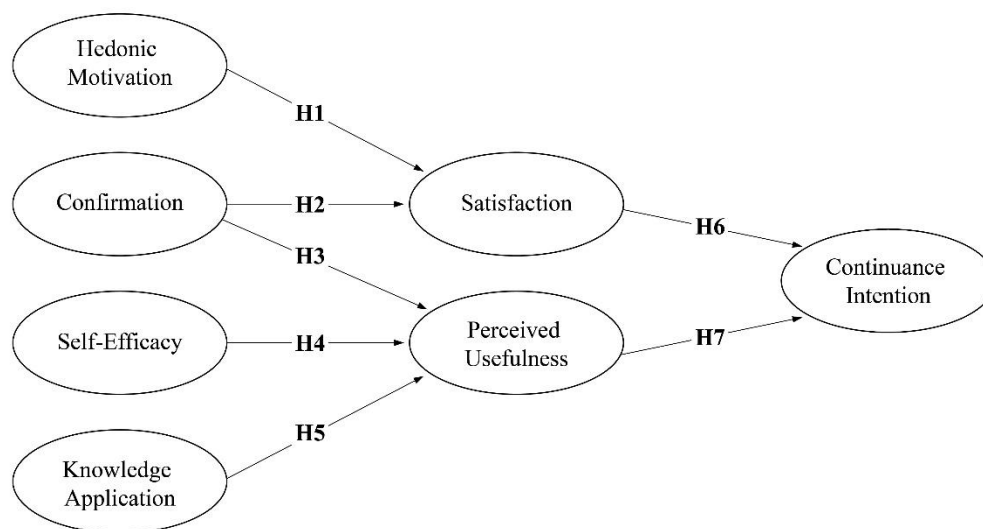 Hedonic
Motivation
H1
Confirmation
H2
Satisfaction
H6
H3
Continuance
Intention
Self-Efficacy
H4
Perceived
Usefulness
H7
H5
Knowledge
Application